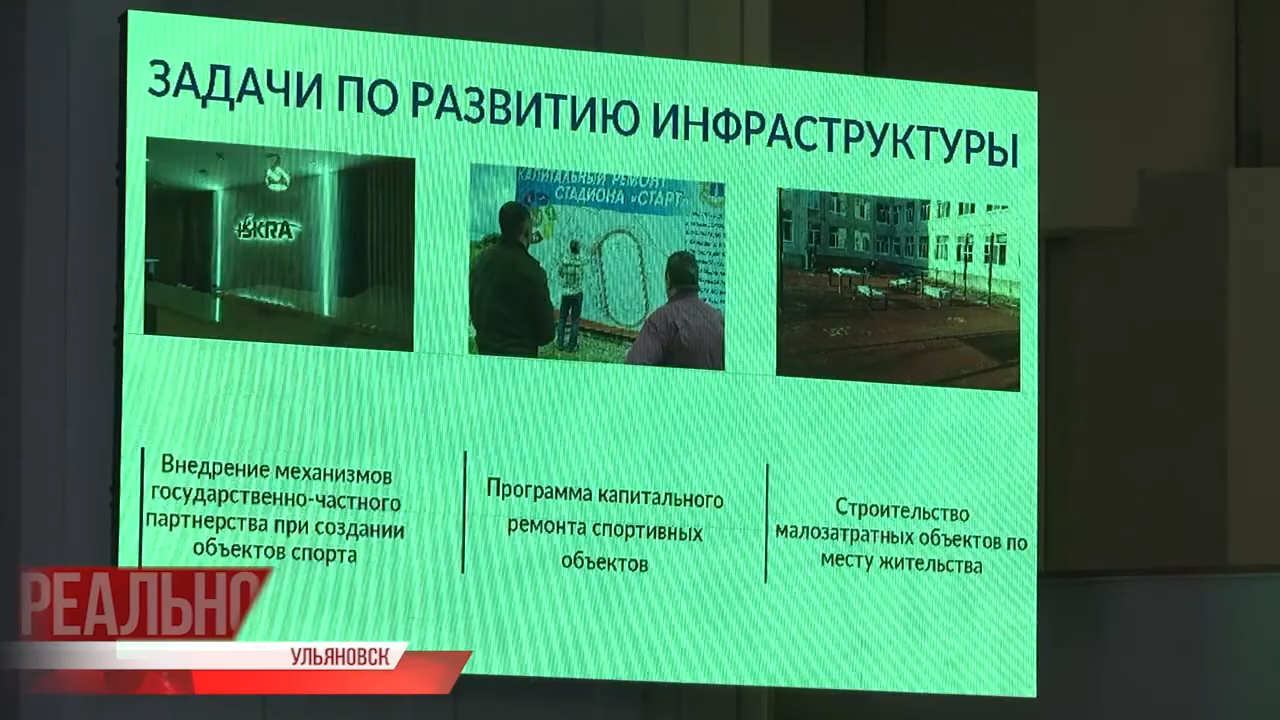 ЗАДАЧИ ПО РАЗВИТИЮ ИНФРАСТРУКТУРЫ
ISKRA
КАПИТАЛЬНЫЙ РЕМОНТ
СТАДИОНА «СТАРТ»
Внедрение механизмов
государственно-частного
партнерства при создании
объектов спорта
Программа капитального
ремонта спортивных
объектов
Строительство
малозатратных объектов по
месту жительства
РЕАЛЬНО
УЛЬЯНОВСК